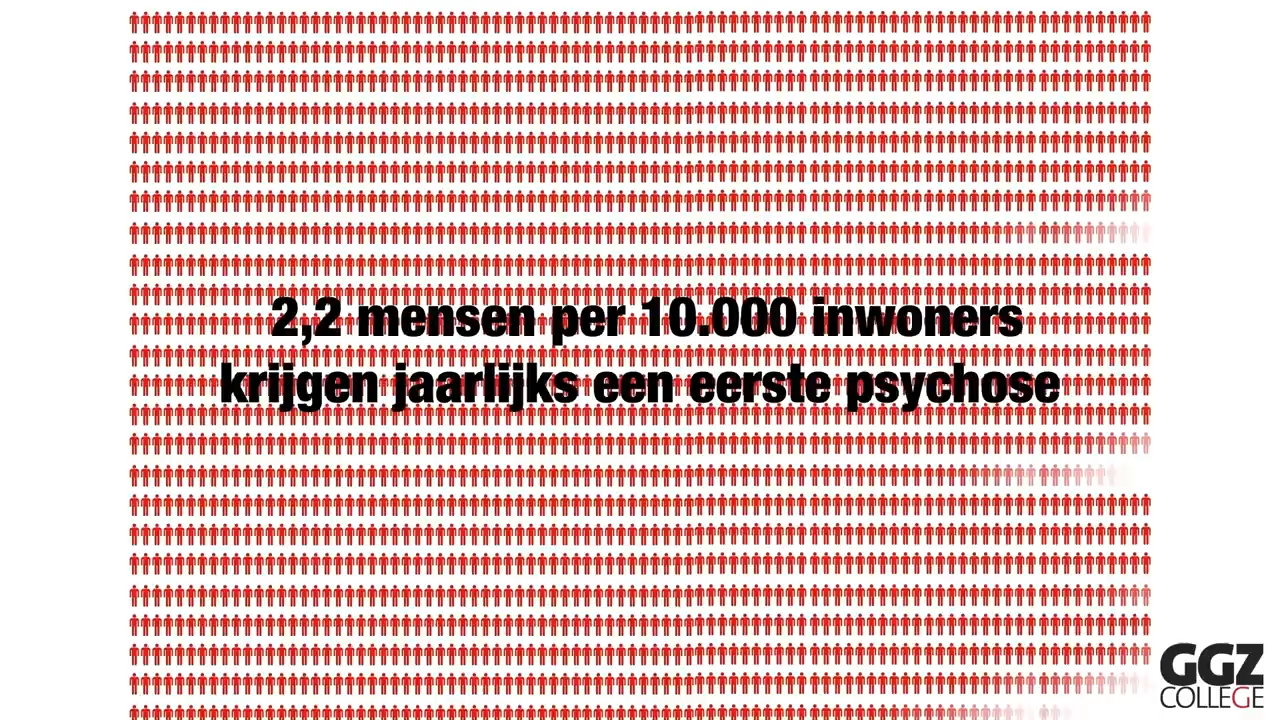 2,2 mensen per 10.000 inwoners
krijgen jaarlijks een eerste psychose
GGZ
COLLEGE